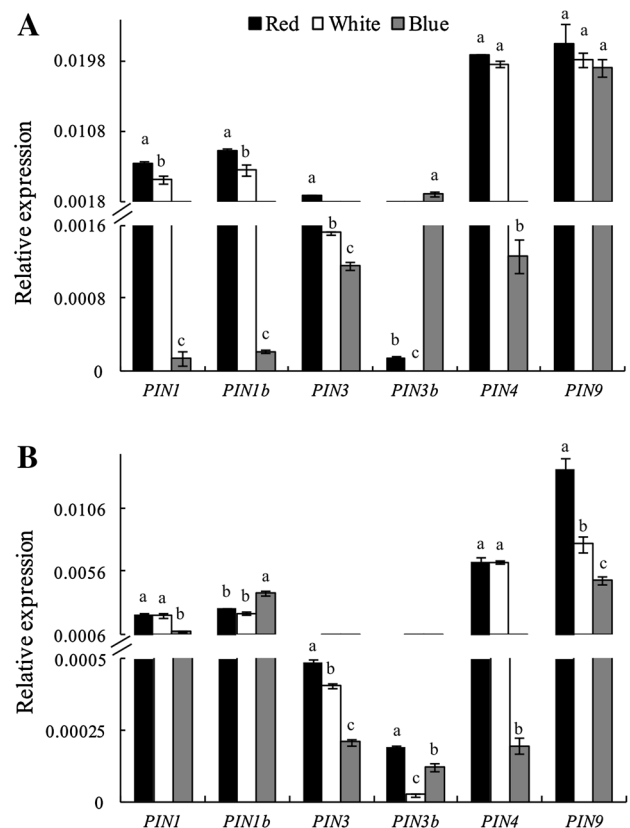 A
Red White Blue
Relative expression
0.0198
0.0108
0.0018
0.0016
0.0008
0
a b c
a b c
a b c
b c
a a b
a a a
PIN1 PIN1b PIN3 PIN3b PIN4 PIN9
B
Relative expression
0.0106
0.0056
0.0006
0.0005
0.00025
0
a a b
b b a
a b c
a c b
a a b
a b c
PIN1 PIN1b PIN3 PIN3b PIN4 PIN9